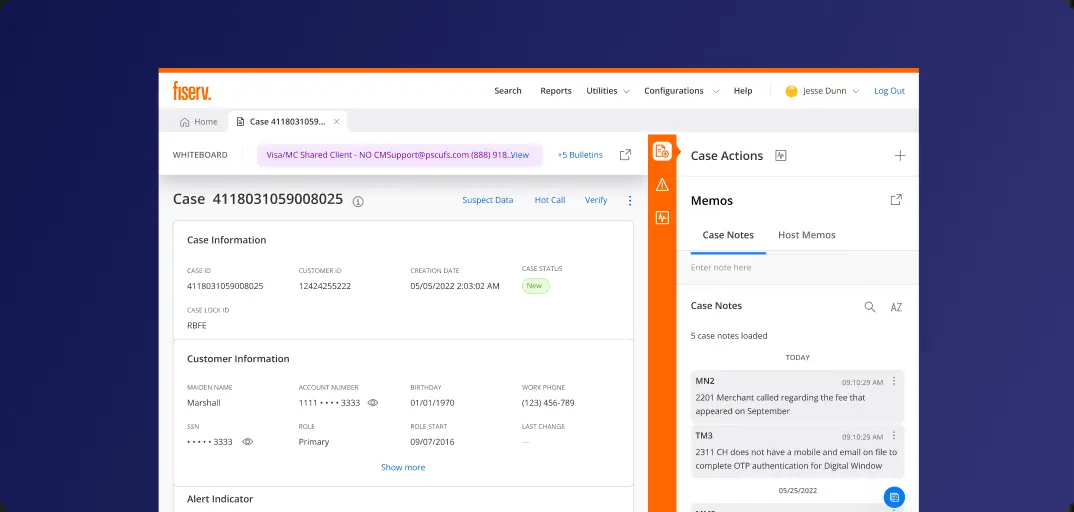 fiserv.
Search Reports Utilities Configurations Help Jesse Dunn Log Out
Home Case 4118031059...
WHITEBOARD Visa/MC Shared Client - NO CMSupport@pscufs.com (888) 918...View +5 Bulletins
Case 4118031059008025
Suspect Data Hot Call Verify
Case Information
CASE ID CUSTOMER ID CREATION DATE CASE STATUS
4118031059008025 12424255222 05/05/2022 2:03:02 AM New
CASE LOCK ID
RBFE
Customer Information
MAIDEN NAME ACCOUNT NUMBER BIRTHDAY WORK PHONE
Marshall 1111 •••• 3333 01/01/1970 (123) 456-789
SSN ROLE ROLE START LAST CHANGE
••••• 3333 Primary 09/07/2016 —
Show more
Alert Indicator
Case Actions
Memos
Case Notes Host Memos
Enter note here
Case Notes AZ
5 case notes loaded
TODAY
MN2 09:10:29 AM
2201 Merchant called regarding the fee that
appeared on September
TM3 09:10:29 AM
2311 CH does not have a mobile and email on file to
complete OTP authentication for Digital Window
05/25/2022